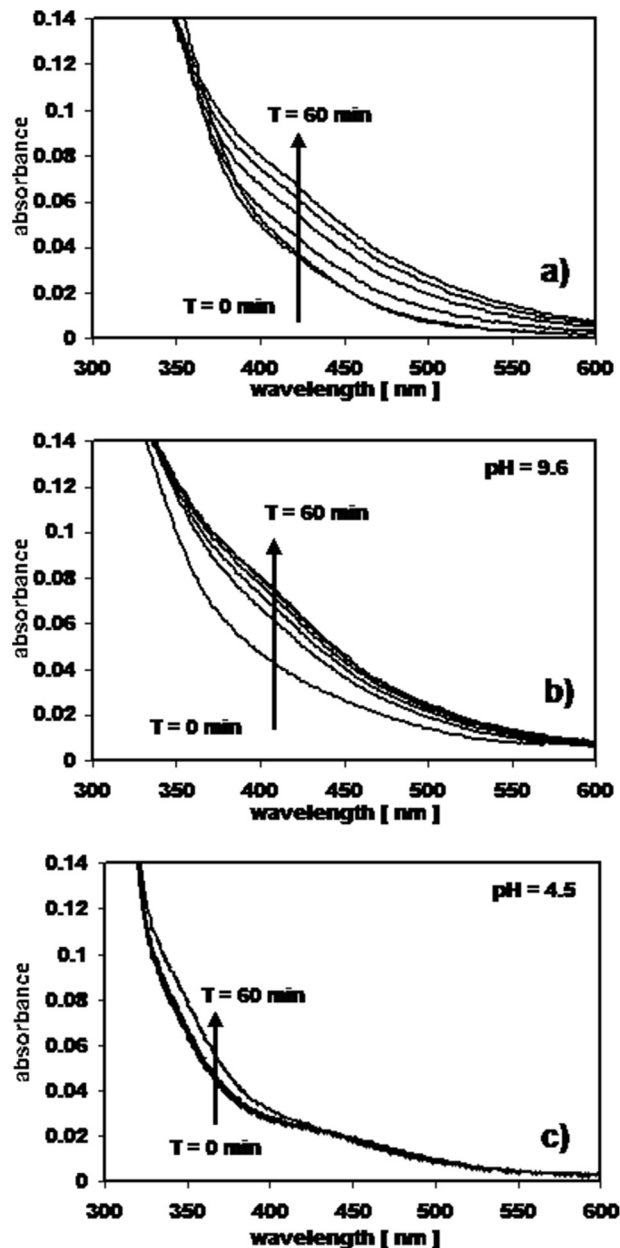 0.14
0.12
0.1
0.08
0.06
0.04
0.02
0
absorbance
T = 60 min
T = 0 min
a)
300 350 400 450 500 550 600
wavelength [ nm ]
0.14
0.12
0.1
0.08
0.06
0.04
0.02
0
absorbance
pH = 9.6
T = 60 min
T = 0 min
b)
300 350 400 450 500 550 600
wavelength [ nm ]
0.14
0.12
0.1
0.08
0.06
0.04
0.02
0
absorbance
pH = 4.5
T = 60 min
T = 0 min
c)
300 350 400 450 500 550 600
wavelength [ nm ]